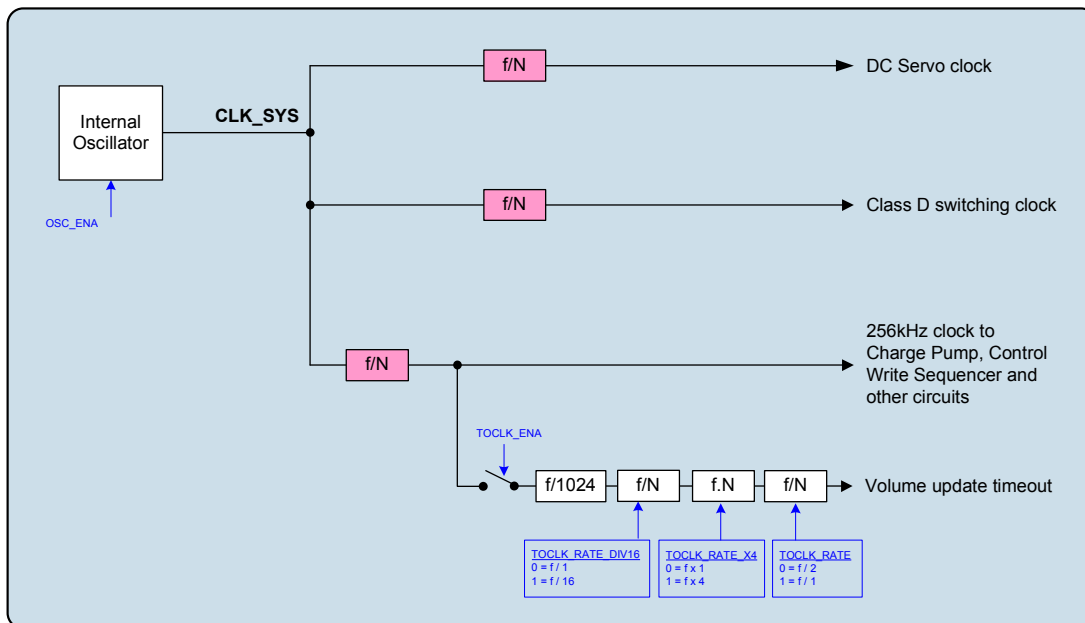 f/N
DC Servo clock
Internal
Oscillator
CLK_SYS
OSC_ENA
f/N
Class D switching clock
f/N
256kHz clock to
Charge Pump, Control
Write Sequencer and
other circuits
TOCLK_ENA
f/1024
f/N
f.N
f/N
Volume update timeout
TOCLK_RATE_DIV16
0 = f / 1
1 = f / 16
TOCLK_RATE_X4
0 = f x 1
1 = f x 4
TOCLK_RATE
0 = f / 2
1 = f / 1